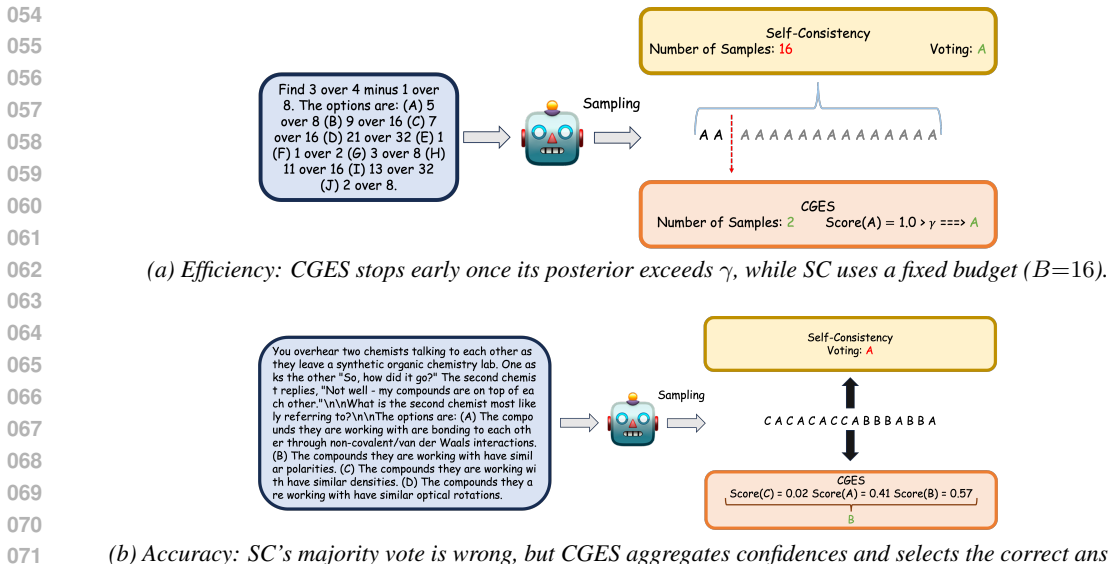 054
055
056
057
058
059
060
061
062
063
064
065
066
067
068
069
070
071
Find 3 over 4 minus 1 over
8. The options are: (A) 5
over 8 (B) 9 over 16 (C) 7
over 16 (D) 21 over 32 (E) 1
(F) 1 over 2 (G) 3 over 8 (H)
11 over 16 (I) 13 over 32
(J) 2 over 8.
Sampling
Self-Consistency
Number of Samples: 16 Voting: A
A A A A A A A A A A A A A A A A
CGES
Number of Samples: 2 Score(A) = 1.0 > γ ===> A
(a) Efficiency: CGES stops early once its posterior exceeds γ, while SC uses a fixed budget (B=16).
You overhear two chemists talking to each other as
they leave a synthetic organic chemistry lab. One as
ks the other "So, how did it go?" The second chemis
t replies, "Not well - my compounds are on top of ea
ch other."\n\nWhat is the second chemist most like
ly referring to?\n\nThe options are: (A) The compo
unds they are working with are bonding to each oth
er through non-covalent/van der Waals interactions.
(B) The compounds they are working with have simil
ar polarities. (C) The compounds they are working wi
th have similar densities. (D) The compounds they a
re working with have similar optical rotations.
Sampling
Self-Consistency
Voting: A
C A C A C A C C A B B B A B B A
CGES
Score(C) = 0.02 Score(A) = 0.41 Score(B) = 0.57
B
(b) Accuracy: SC's majority vote is wrong, but CGES aggregates confidences and selects the correct ans